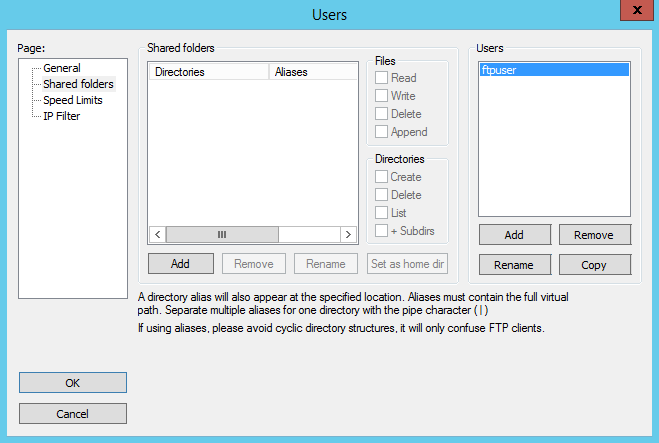 Users
x
Page:
General
Shared folders
Speed Limits
IP Filter
Shared folders
Directories Aliases
Files
Read
Write
Delete
Append
Directories
Create
Delete
List
+ Subdirs
Add Remove Rename Set as home dir
Users
ftpuser
Add Remove
Rename Copy
A directory alias will also appear at the specified location. Aliases must contain the full virtual
path. Separate multiple aliases for one directory with the pipe character ( | )
If using aliases, please avoid cyclic directory structures, it will only confuse FTP clients.
OK
Cancel